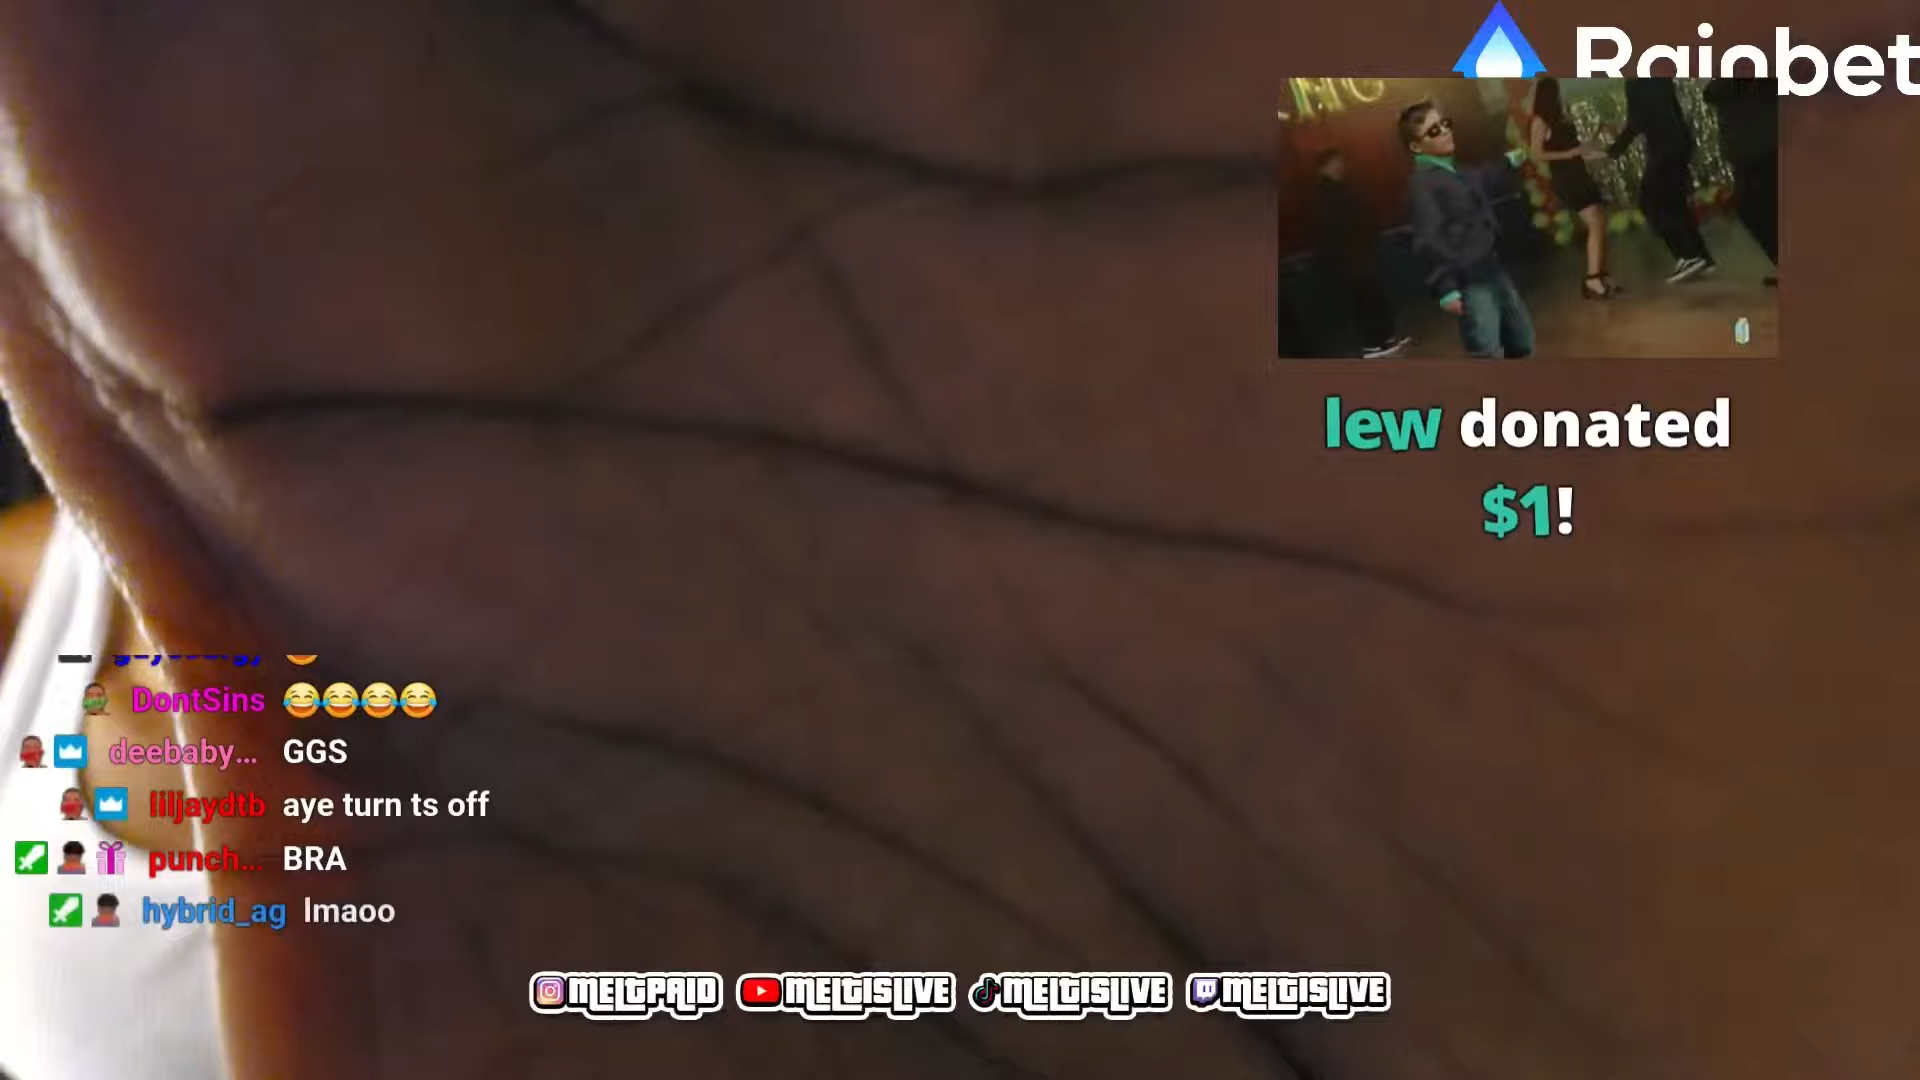 Rainbet
lew donated
$1!
DontSins 😂😂😂😂
deebaby... GGS
liljaydtb aye turn ts off
punch... BRA
hybrid_ag lmaoo
MELTPAID MELTISLIVE MELTISLIVE MELTISLIVE